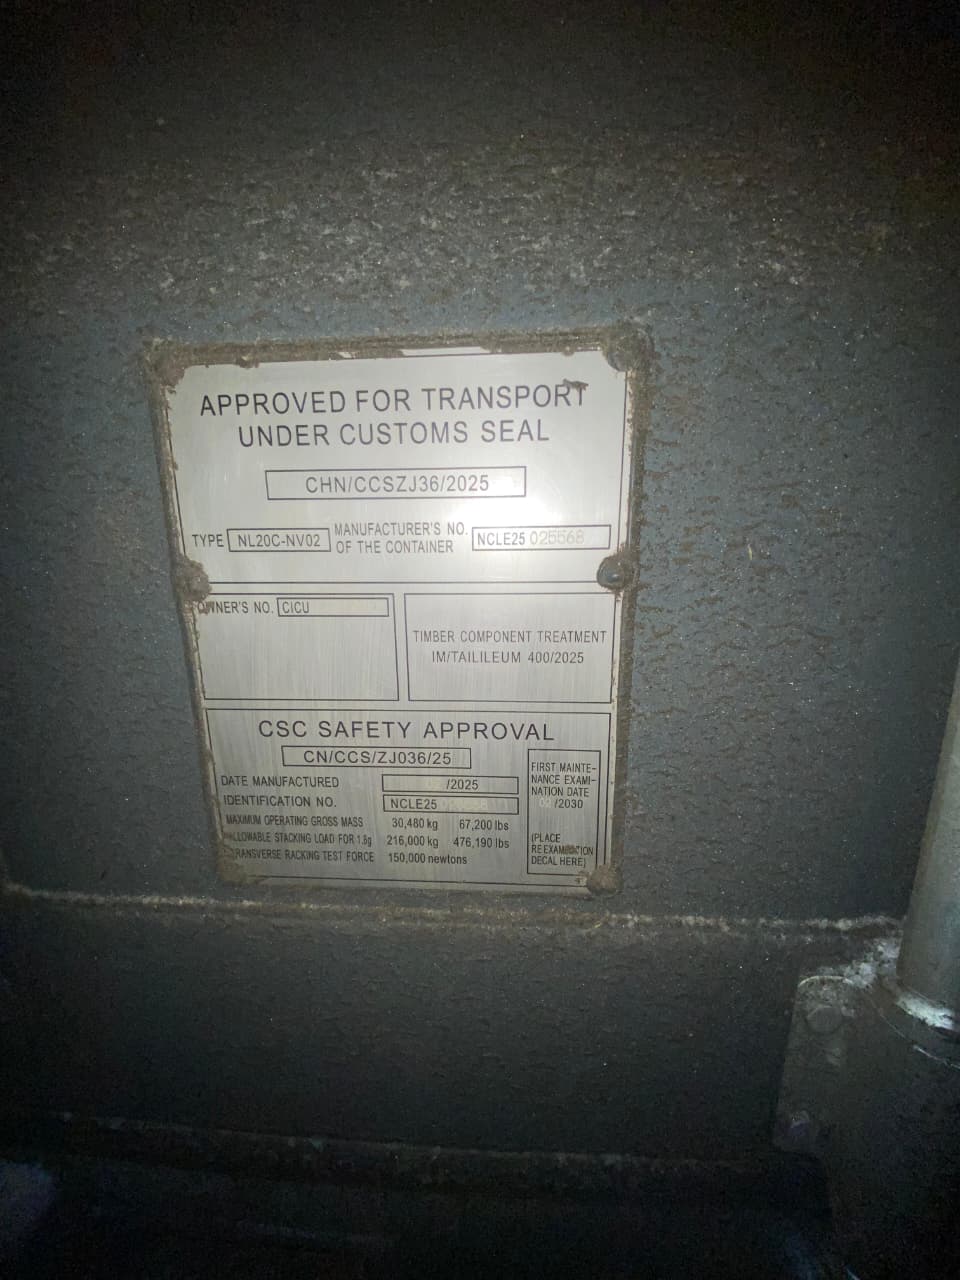 APPROVED FOR TRANSPORT
UNDER CUSTOMS SEAL
CHN/CCSZJ36/2025
TYPE NL20C-NV02 MANUFACTURER'S NO. OF THE CONTAINER NCLE25 025568
OWNER'S NO. CICU
TIMBER COMPONENT TREATMENT
IM/TAILILEUM 400/2025
CSC SAFETY APPROVAL
CN/CCS/ZJ036/25
DATE MANUFACTURED /2025
IDENTIFICATION NO. NCLE25
MAXIMUM OPERATING GROSS MASS 30,480 kg 67,200 lbs
ALLOWABLE STACKING LOAD FOR 1.8g 216,000 kg 476,190 lbs
TRANSVERSE RACKING TEST FORCE 150,000 newtons
FIRST MAINTE-
NANCE EXAMI-
NATION DATE
02 /2030
(PLACE
REEXAMINATION
DECAL HERE)